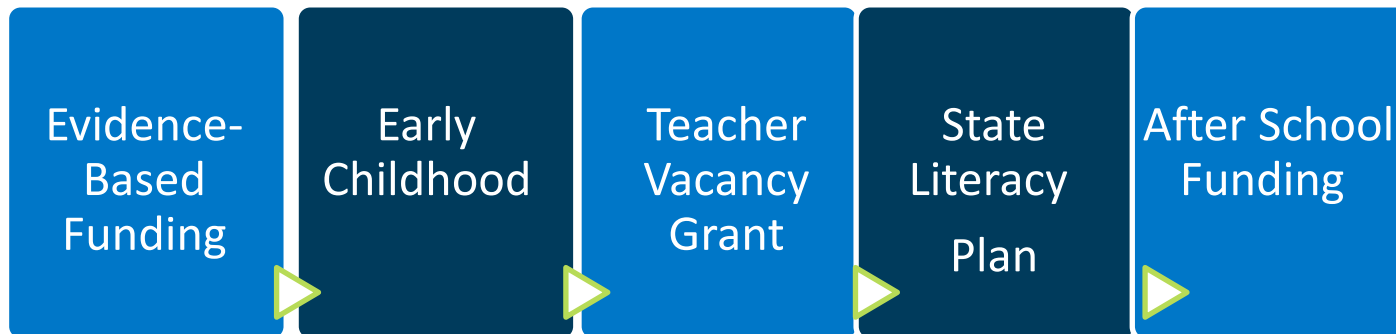 Evidence-
Based
Funding
Early
Childhood
Teacher
Vacancy
Grant
State
Literacy
Plan
After School
Funding